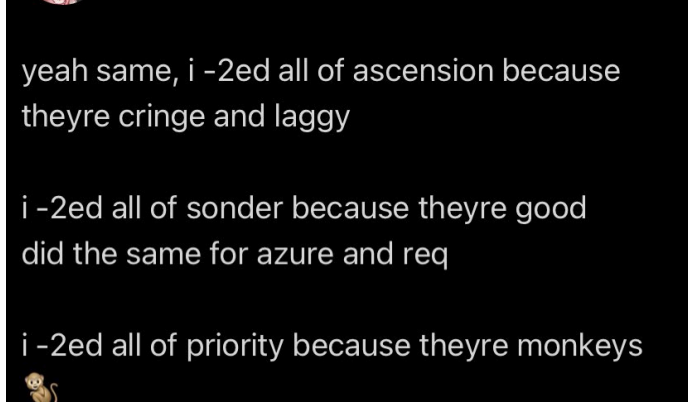 yeah same, i -2ed all of ascension because
theyre cringe and laggy
i -2ed all of sonder because theyre good
did the same for azure and req
i -2ed all of priority because theyre monkeys
🐒